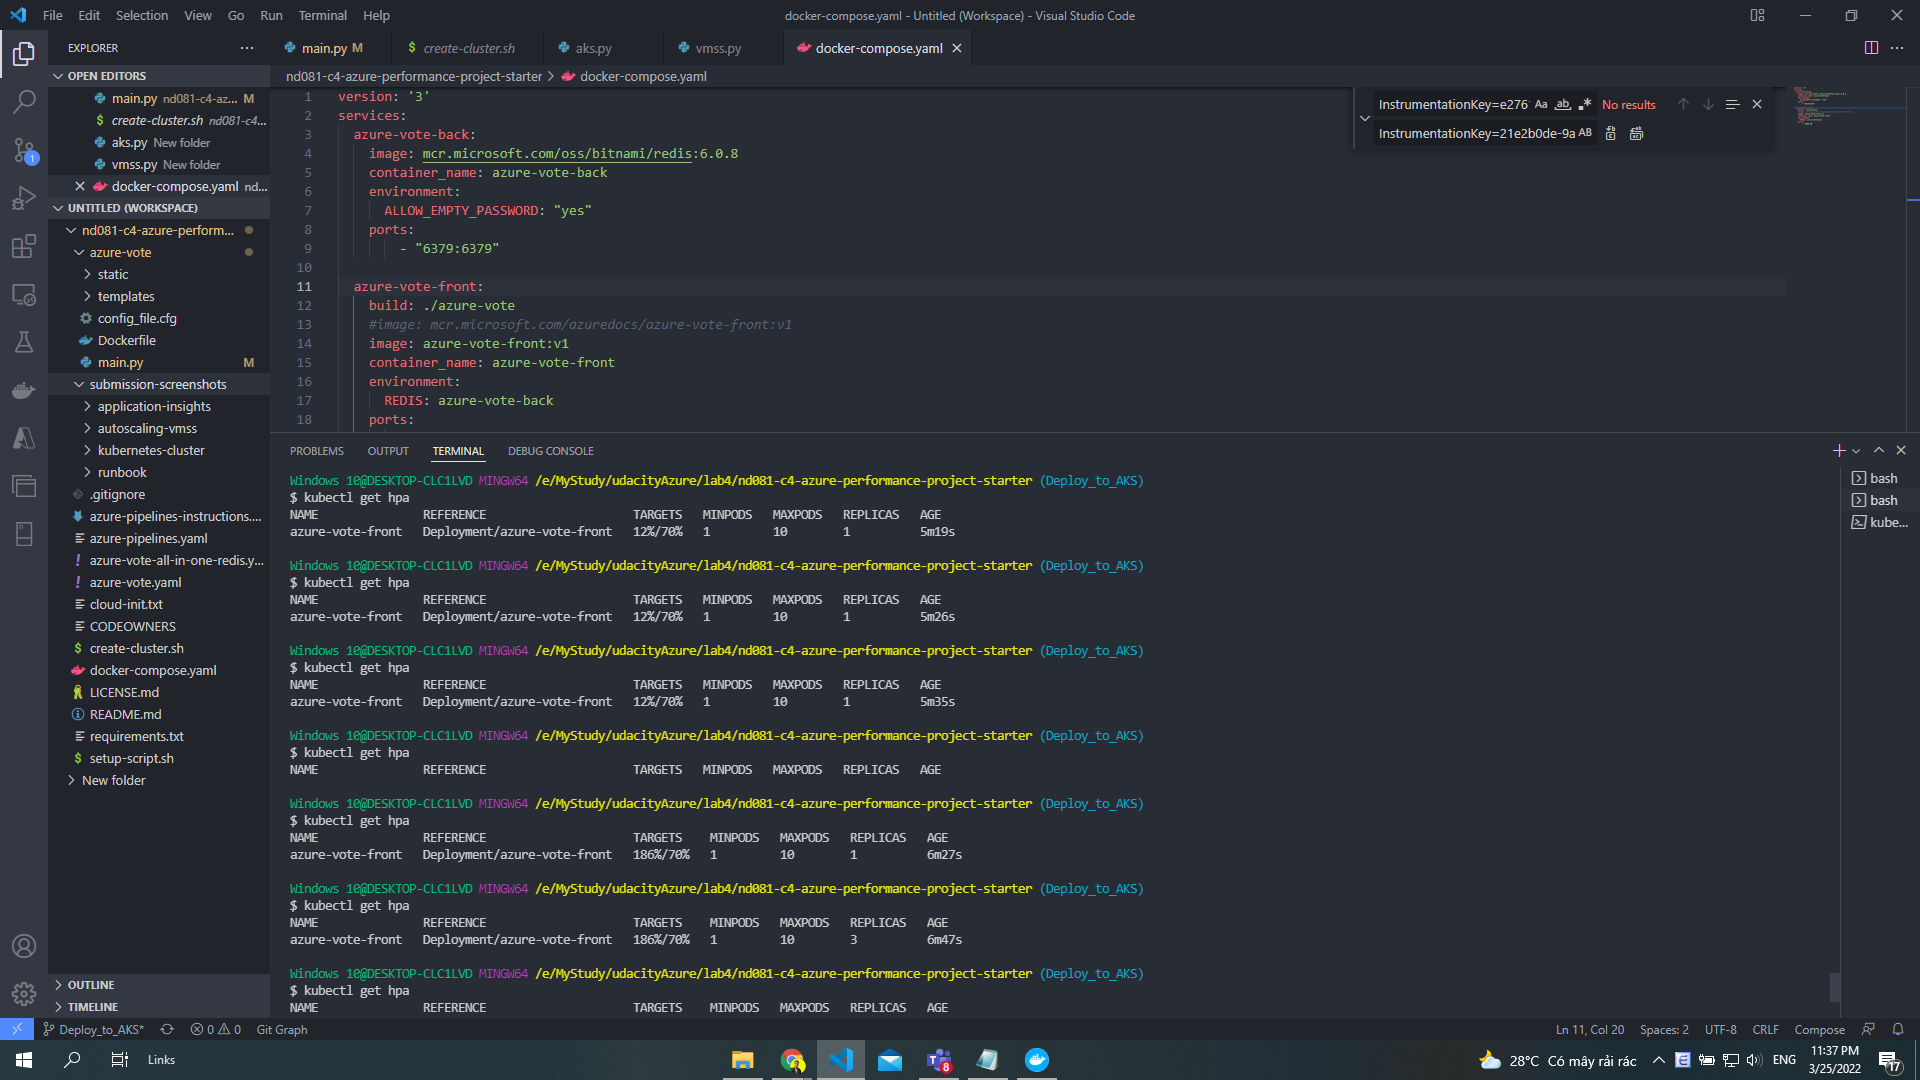 File Edit Selection View Go Run Terminal Help
docker-compose.yaml - Untitled (Workspace) - Visual Studio Code
EXPLORER
OPEN EDITORS
main.py nd081-c4-az... M
create-cluster.sh nd081-c4...
aks.py New folder
vmss.py New folder
docker-compose.yaml nd...
UNTITLED (WORKSPACE)
nd081-c4-azure-perform...
azure-vote
static
templates
config_file.cfg
Dockerfile
main.py M
submission-screenshots
application-insights
autoscaling-vmss
kubernetes-cluster
runbook
.gitignore
azure-pipelines-instructions....
azure-pipelines.yaml
azure-vote-all-in-one-redis.y...
azure-vote.yaml
cloud-init.txt
CODEOWNERS
create-cluster.sh
docker-compose.yaml
LICENSE.md
README.md
requirements.txt
setup-script.sh
New folder
OUTLINE
TIMELINE
main.py M
create-cluster.sh
aks.py
vmss.py
docker-compose.yaml
nd081-c4-azure-performance-project-starter > docker-compose.yaml
InstrumentationKey=e276 Aa ab .* No results
InstrumentationKey=21e2b0de-9a AB
1 version: '3'
2 services:
3 azure-vote-back:
4 image: mcr.microsoft.com/oss/bitnami/redis:6.0.8
5 container_name: azure-vote-back
6 environment:
7 ALLOW_EMPTY_PASSWORD: "yes"
8 ports:
9 - "6379:6379"
10
11 azure-vote-front:
12 build: ./azure-vote
13 #image: mcr.microsoft.com/azuredocs/azure-vote-front:v1
14 image: azure-vote-front:v1
15 container_name: azure-vote-front
16 environment:
17 REDIS: azure-vote-back
18 ports:
PROBLEMS OUTPUT TERMINAL DEBUG CONSOLE
bash
bash
kube...
Windows 10@DESKTOP-CLC1LVD MINGW64 /e/MyStudy/udacityAzure/lab4/nd081-c4-azure-performance-project-starter (Deploy_to_AKS)
$ kubectl get hpa
NAME REFERENCE TARGETS MINPODS MAXPODS REPLICAS AGE
azure-vote-front Deployment/azure-vote-front 12%/70% 1 10 1 5m19s
Windows 10@DESKTOP-CLC1LVD MINGW64 /e/MyStudy/udacityAzure/lab4/nd081-c4-azure-performance-project-starter (Deploy_to_AKS)
$ kubectl get hpa
NAME REFERENCE TARGETS MINPODS MAXPODS REPLICAS AGE
azure-vote-front Deployment/azure-vote-front 12%/70% 1 10 1 5m26s
Windows 10@DESKTOP-CLC1LVD MINGW64 /e/MyStudy/udacityAzure/lab4/nd081-c4-azure-performance-project-starter (Deploy_to_AKS)
$ kubectl get hpa
NAME REFERENCE TARGETS MINPODS MAXPODS REPLICAS AGE
azure-vote-front Deployment/azure-vote-front 12%/70% 1 10 1 5m35s
Windows 10@DESKTOP-CLC1LVD MINGW64 /e/MyStudy/udacityAzure/lab4/nd081-c4-azure-performance-project-starter (Deploy_to_AKS)
$ kubectl get hpa
NAME REFERENCE TARGETS MINPODS MAXPODS REPLICAS AGE
Windows 10@DESKTOP-CLC1LVD MINGW64 /e/MyStudy/udacityAzure/lab4/nd081-c4-azure-performance-project-starter (Deploy_to_AKS)
$ kubectl get hpa
NAME REFERENCE TARGETS MINPODS MAXPODS REPLICAS AGE
azure-vote-front Deployment/azure-vote-front 186%/70% 1 10 1 6m27s
Windows 10@DESKTOP-CLC1LVD MINGW64 /e/MyStudy/udacityAzure/lab4/nd081-c4-azure-performance-project-starter (Deploy_to_AKS)
$ kubectl get hpa
NAME REFERENCE TARGETS MINPODS MAXPODS REPLICAS AGE
azure-vote-front Deployment/azure-vote-front 186%/70% 1 10 3 6m47s
Windows 10@DESKTOP-CLC1LVD MINGW64 /e/MyStudy/udacityAzure/lab4/nd081-c4-azure-performance-project-starter (Deploy_to_AKS)
$ kubectl get hpa
NAME REFERENCE TARGETS MINPODS MAXPODS REPLICAS AGE
Deploy_to_AKS* 0 0 Git Graph
Ln 11, Col 20 Spaces: 2 UTF-8 CRLF Compose
Links
8
28°C Có mây rải rác ENG 11:37 PM
3/25/2022
17
1